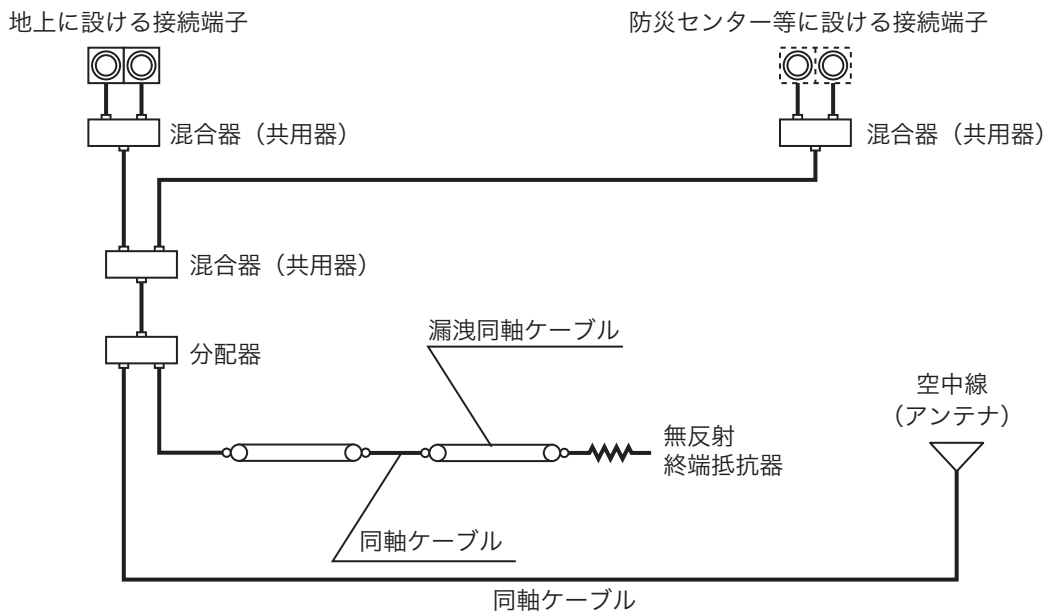 地上に設ける接続端子
防災センター等に設ける接続端子
混合器（共用器）
混合器（共用器）
混合器（共用器）
分配器
漏洩同軸ケーブル
空中線
（アンテナ）
無反射
終端抵抗器
同軸ケーブル
同軸ケーブル